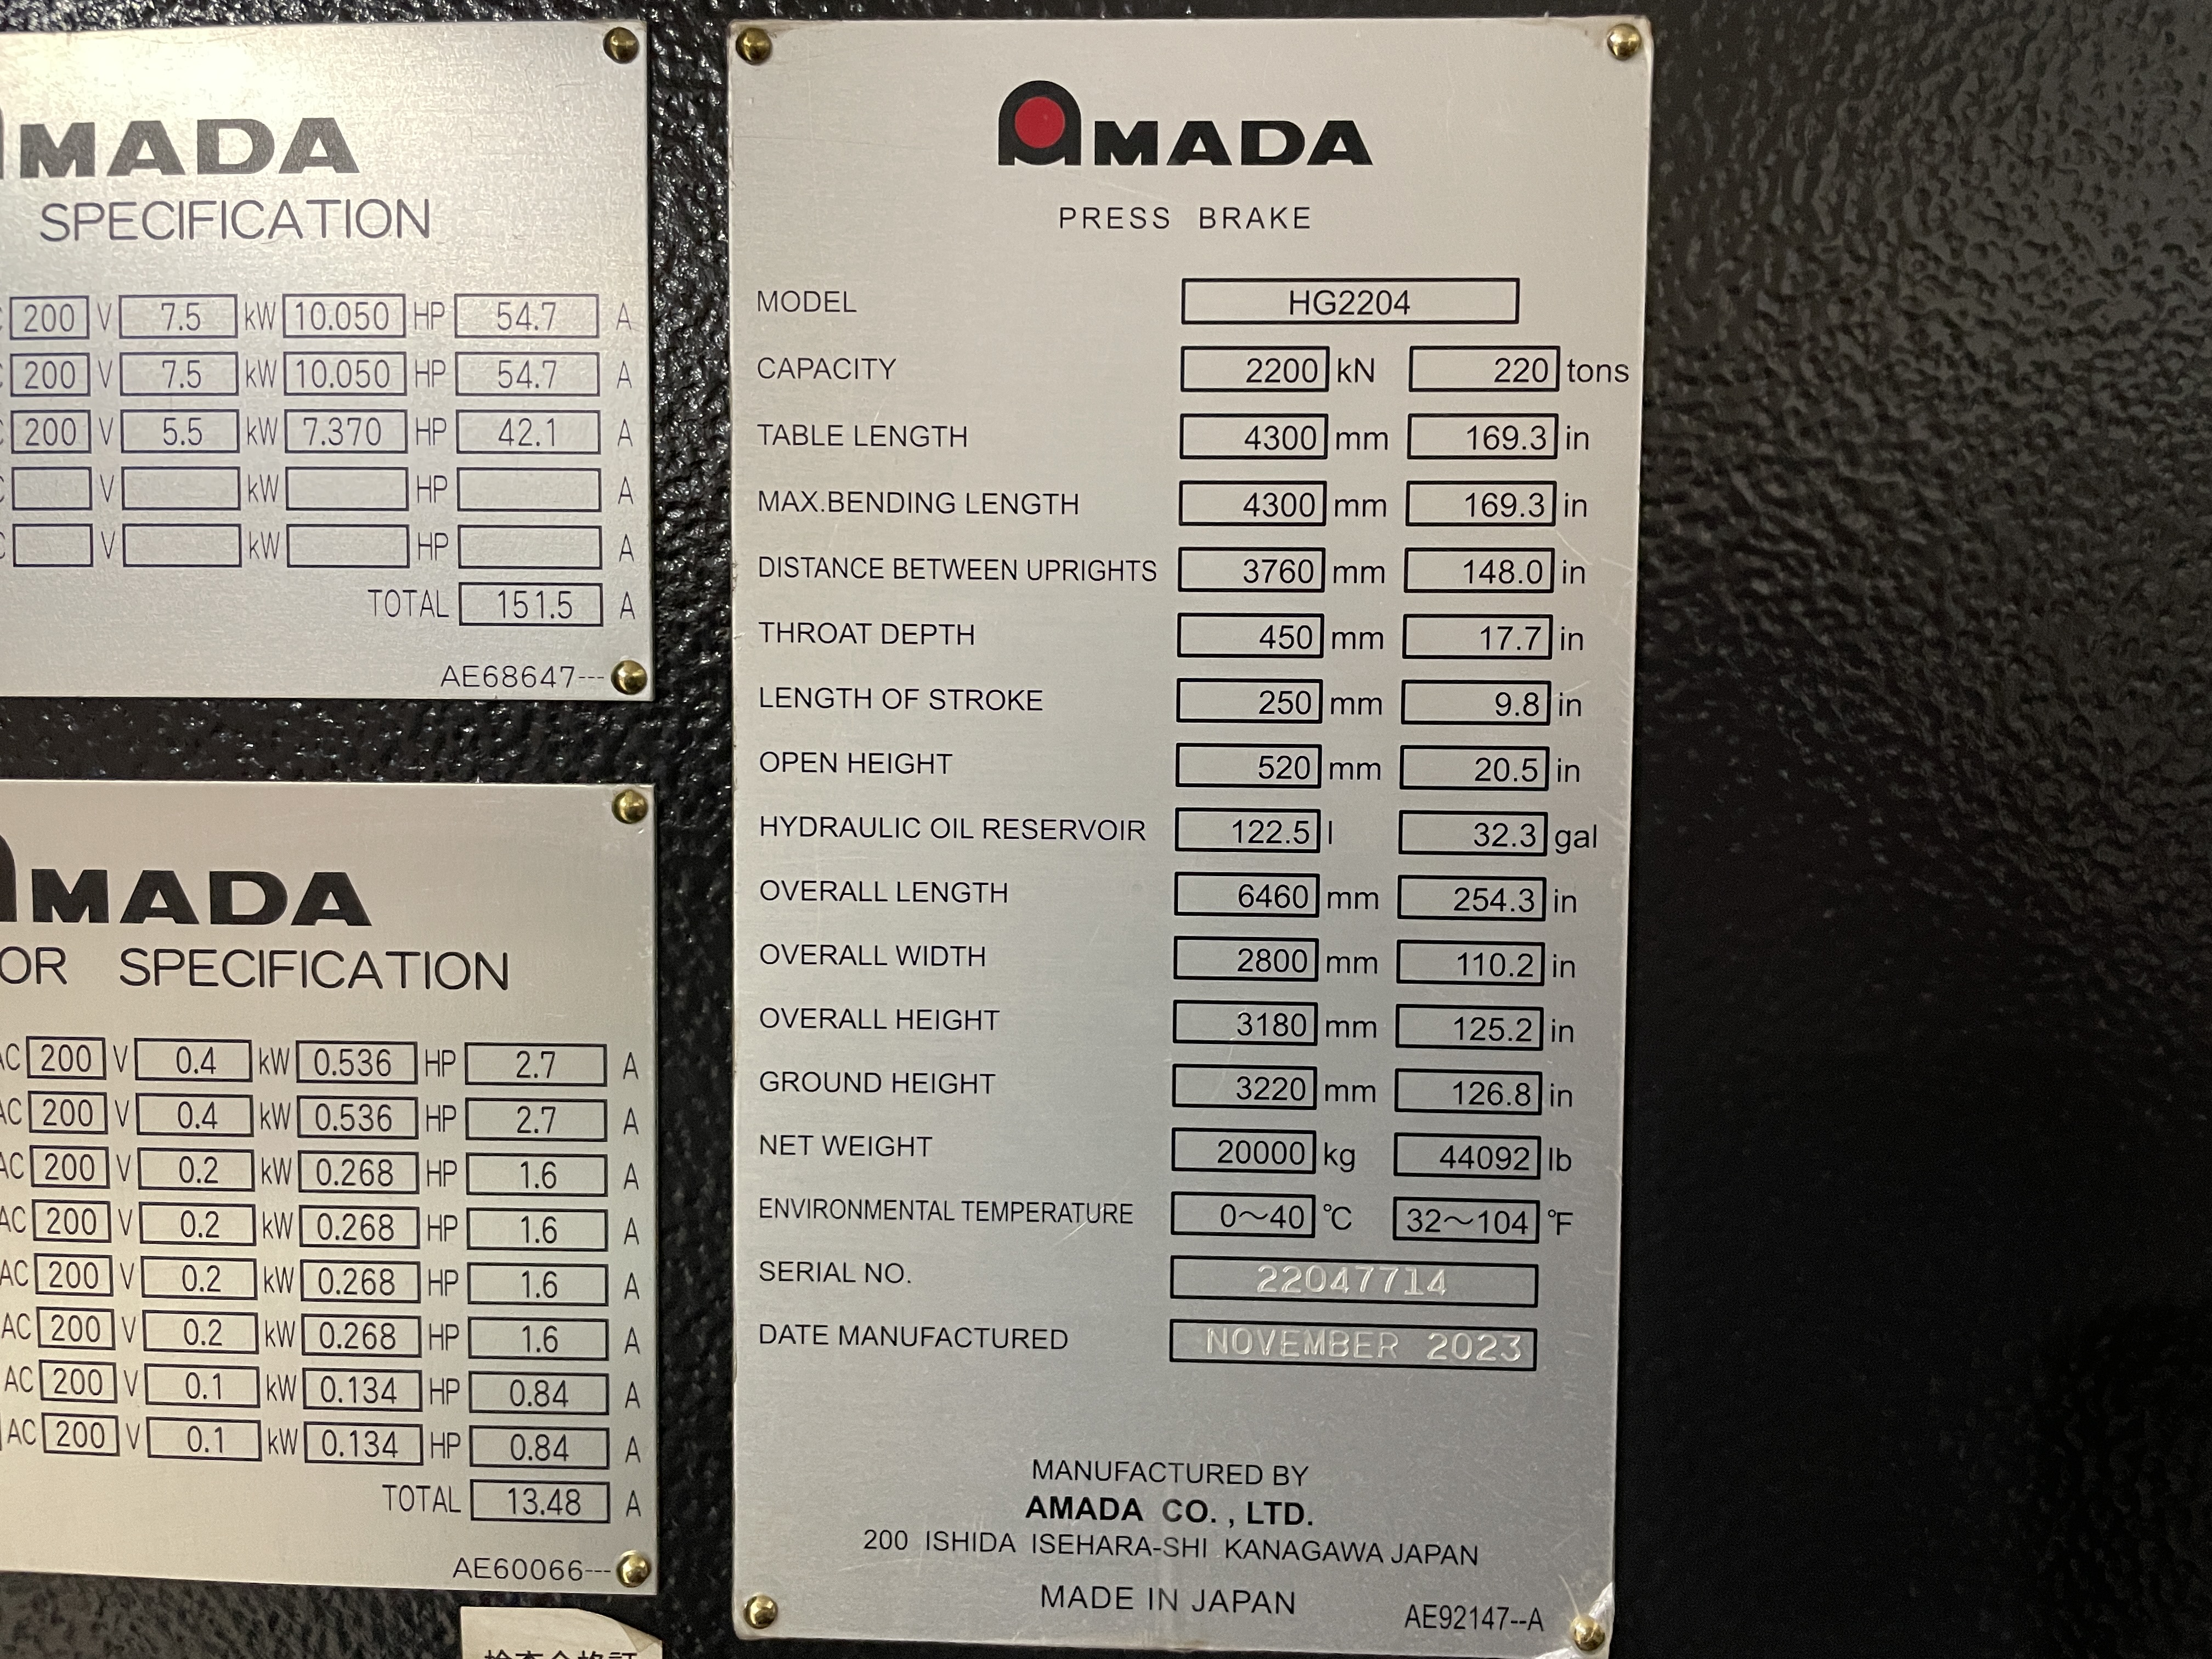 AMADA
SPECIFICATION
200 V 7.5 kW 10.050 HP 54.7 A
200 V 7.5 kW 10.050 HP 54.7 A
200 V 5.5 kW 7.370 HP 42.1 A
V kW HP A
V kW HP A
TOTAL 151.5 A
AE68647---
AMADA
SPECIFICATION
AC 200 V 0.4 kW 0.536 HP 2.7 A
AC 200 V 0.4 kW 0.536 HP 2.7 A
AC 200 V 0.2 kW 0.268 HP 1.6 A
AC 200 V 0.2 kW 0.268 HP 1.6 A
AC 200 V 0.2 kW 0.268 HP 1.6 A
AC 200 V 0.2 kW 0.268 HP 1.6 A
AC 200 V 0.1 kW 0.134 HP 0.84 A
AC 200 V 0.1 kW 0.134 HP 0.84 A
TOTAL 13.48 A
AE60066---
AMADA
PRESS BRAKE
MODEL HG2204
CAPACITY 2200 kN 220 tons
TABLE LENGTH 4300 mm 169.3 in
MAX.BENDING LENGTH 4300 mm 169.3 in
DISTANCE BETWEEN UPRIGHTS 3760 mm 148.0 in
THROAT DEPTH 450 mm 17.7 in
LENGTH OF STROKE 250 mm 9.8 in
OPEN HEIGHT 520 mm 20.5 in
HYDRAULIC OIL RESERVOIR 122.5 l 32.3 gal
OVERALL LENGTH 6460 mm 254.3 in
OVERALL WIDTH 2800 mm 110.2 in
OVERALL HEIGHT 3180 mm 125.2 in
GROUND HEIGHT 3220 mm 126.8 in
NET WEIGHT 20000 kg 44092 lb
ENVIRONMENTAL TEMPERATURE 0～40 ℃ 32～104 ℉
SERIAL NO. 22047714
DATE MANUFACTURED NOVEMBER 2023
MANUFACTURED BY
AMADA CO. , LTD.
200 ISHIDA ISEHARA-SHI KANAGAWA JAPAN
MADE IN JAPAN
AE92147--A